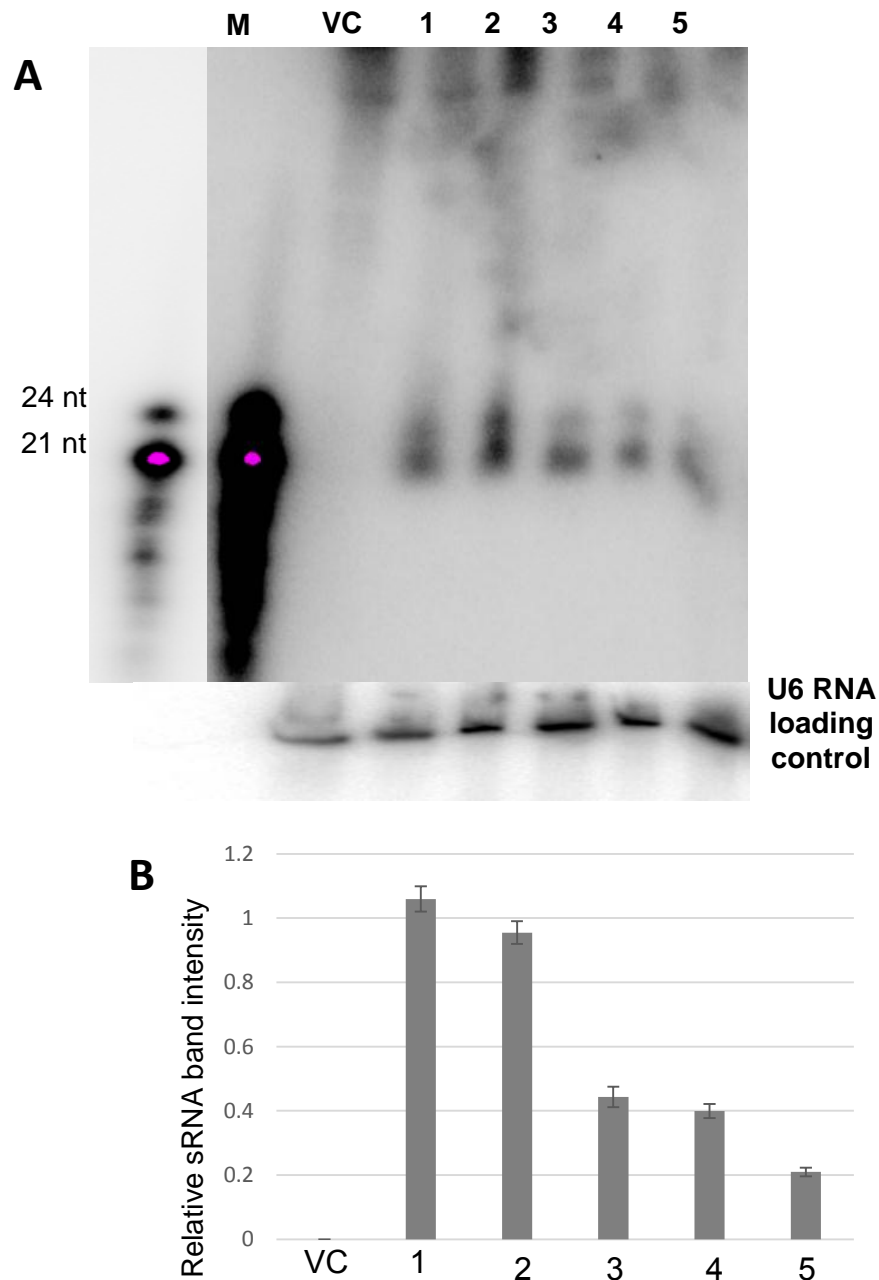 M VC 1 2 3 4 5
A
24 nt
21 nt
U6 RNA
loading
control
B
Relative sRNA band intensity
1.2
1
0.8
0.6
0.4
0.2
0
VC 1 2 3 4 5